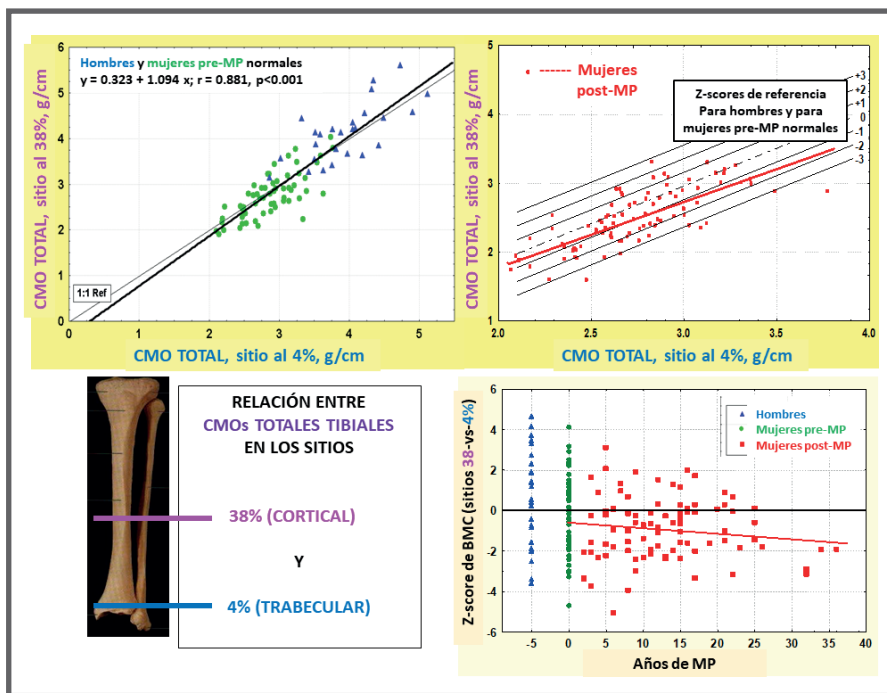 CMO TOTAL, sitio al 38%, g/cm
6
5
4
3
2
1
0
Hombres y mujeres pre-MP normales
y = 0.323 + 1.094 x; r = 0.881, p<0.001
1:1 Ref
0 1 2 3 4 5
CMO TOTAL, sitio al 4%, g/cm
CMO TOTAL, sitio al 38%, g/cm
5
4
3
2
1
Mujeres
post-MP
Z-scores de referencia
Para hombres y para
mujeres pre-MP normales
+3
+2
+1
0
-1
-2
-3
2.0 2.5 3.0 3.5 4.0
CMO TOTAL, sitio al 4%, g/cm
RELACIÓN ENTRE
CMOs TOTALES TIBIALES
EN LOS SITIOS
38% (CORTICAL)
Y
4% (TRABECULAR)
Z-score de BMC (sitios 38-vs-4%)
6
4
2
0
-2
-4
-6
Hombres
Mujeres pre-MP
Mujeres post-MP
-5 0 5 10 15 20 25 30 35 40
Años de MP